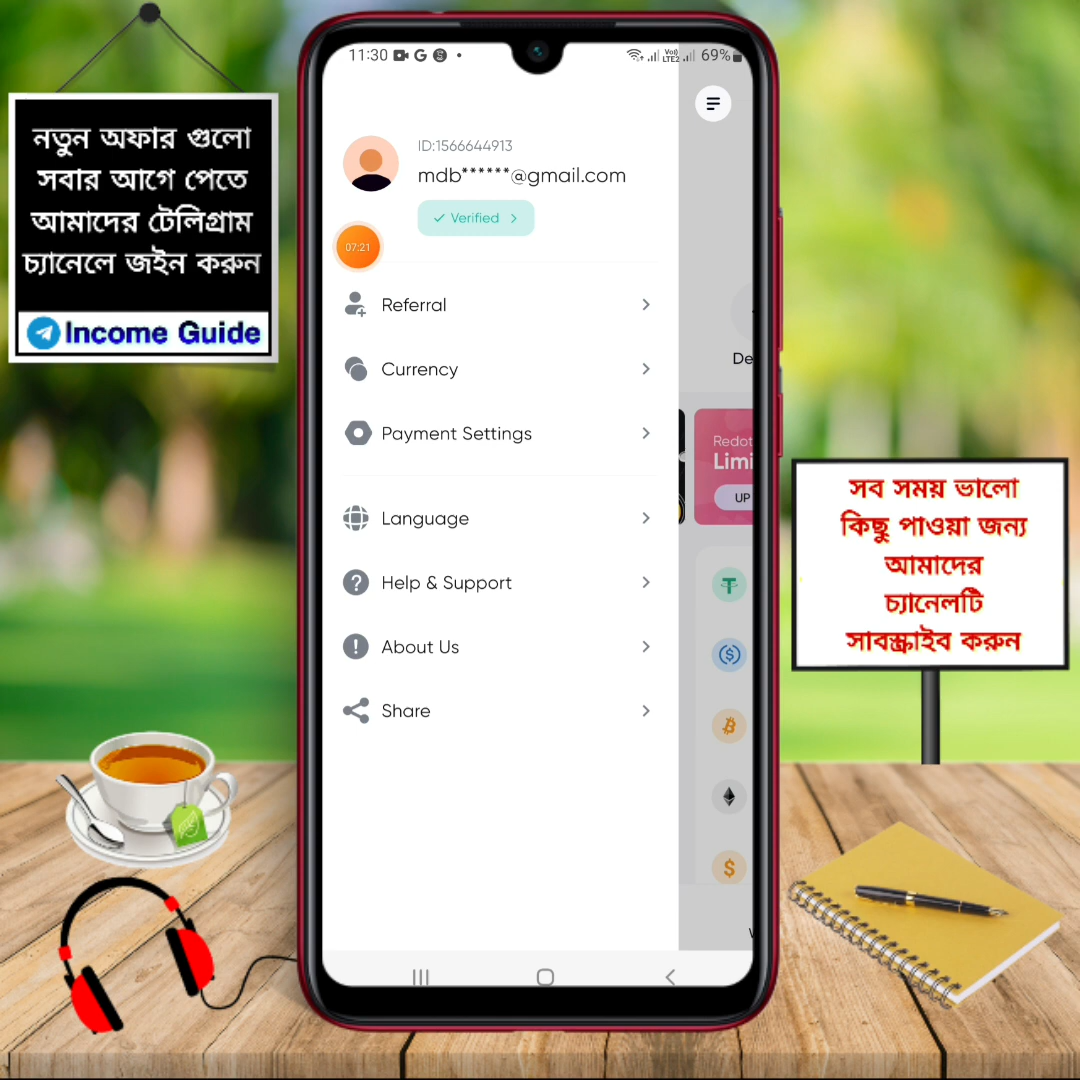 নতুন অফার গুলো
সবার আগে পেতে
আমাদের টেলিগ্রাম
চ্যানেলে জইন করুন
Income Guide
11:30
G
Vo))
LTE2
69%
ID:1566644913
mdb******@gmail.com
Verified
07:21
Referral
Currency
Payment Settings
Language
Help & Support
About Us
Share
De
Redot
Limi
UP
সব সময় ভালো
কিছু পাওয়া জন্য
আমাদের
চ্যানেলটি
সাবস্ক্রাইব করুন